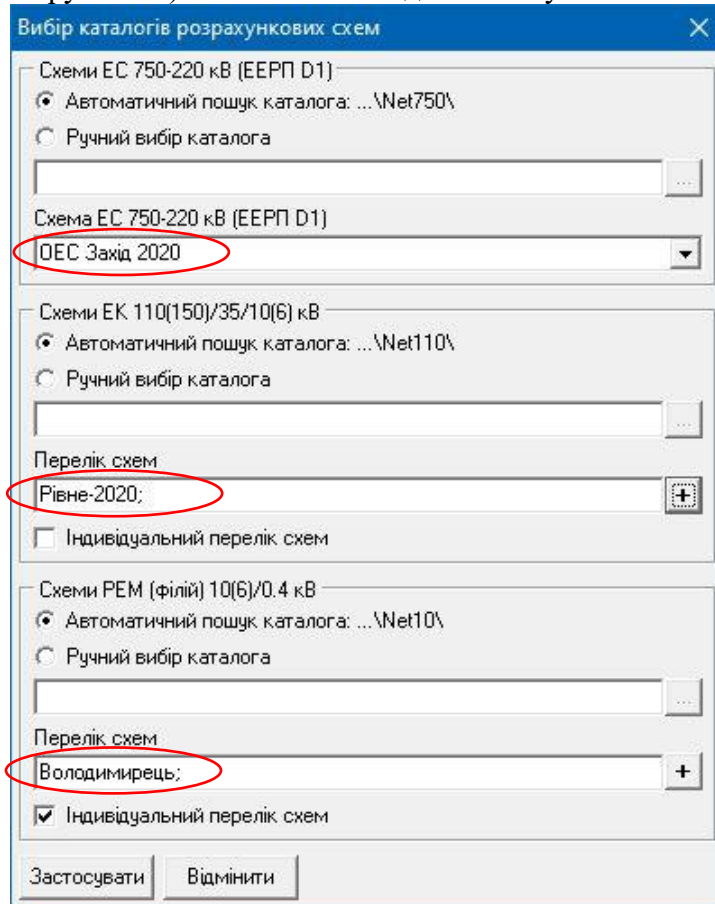 Вибір каталогів розрахункових схем
Схеми ЕС 750-220 кВ (ЕЕРП D1)
Автоматичний пошук каталога: ...\Net750\
Ручний вибір каталога
...
Схема ЕС 750-220 кВ (ЕЕРП D1)
ОЕС Захід 2020
Схеми ЕК 110(150)/35/10(6) кВ
Автоматичний пошук каталога: ...\Net110\
Ручний вибір каталога
...
Перелік схем
Рівне-2020; +
Індивідуальний перелік схем
Схеми РЕМ (філій) 10(6)/0.4 кВ
Автоматичний пошук каталога: ...\Net10\
Ручний вибір каталога
...
Перелік схем
Володимирець; +
Індивідуальний перелік схем
Застосувати Відмінити